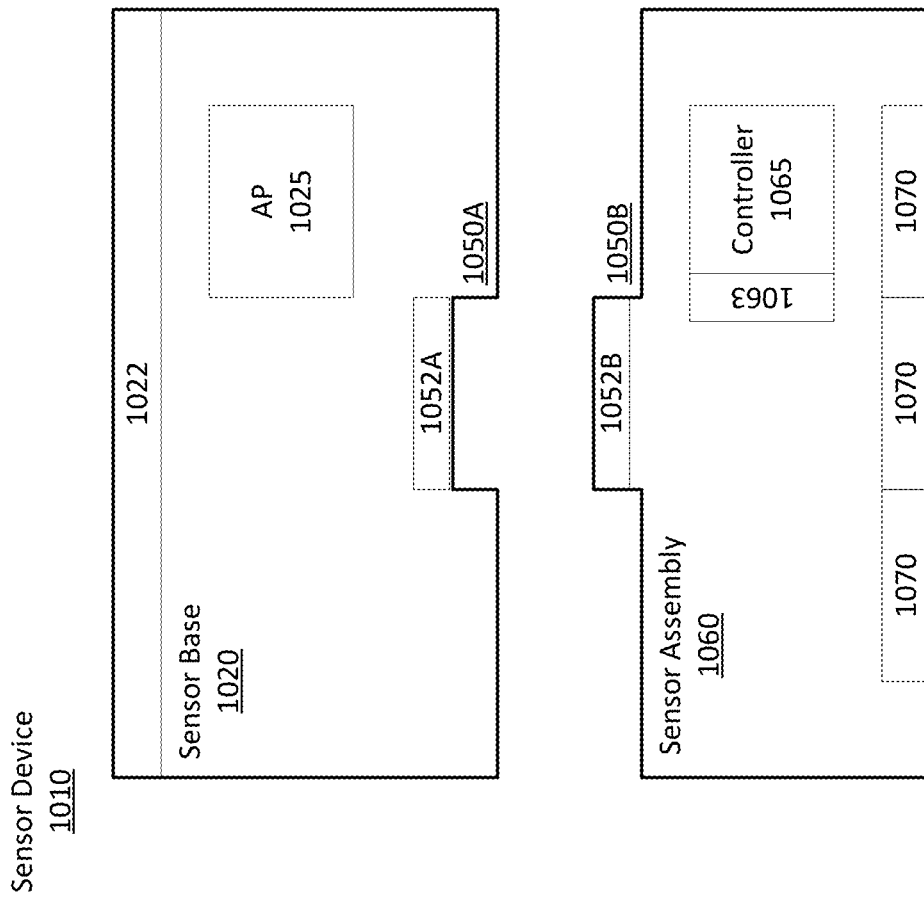 Sensor Device
1010
1022
Sensor Base
1020
AP
1025
1052A
1050A
1050B
1052B
Sensor Assembly
1060
Controller
1065
1063
1070
1070
1070